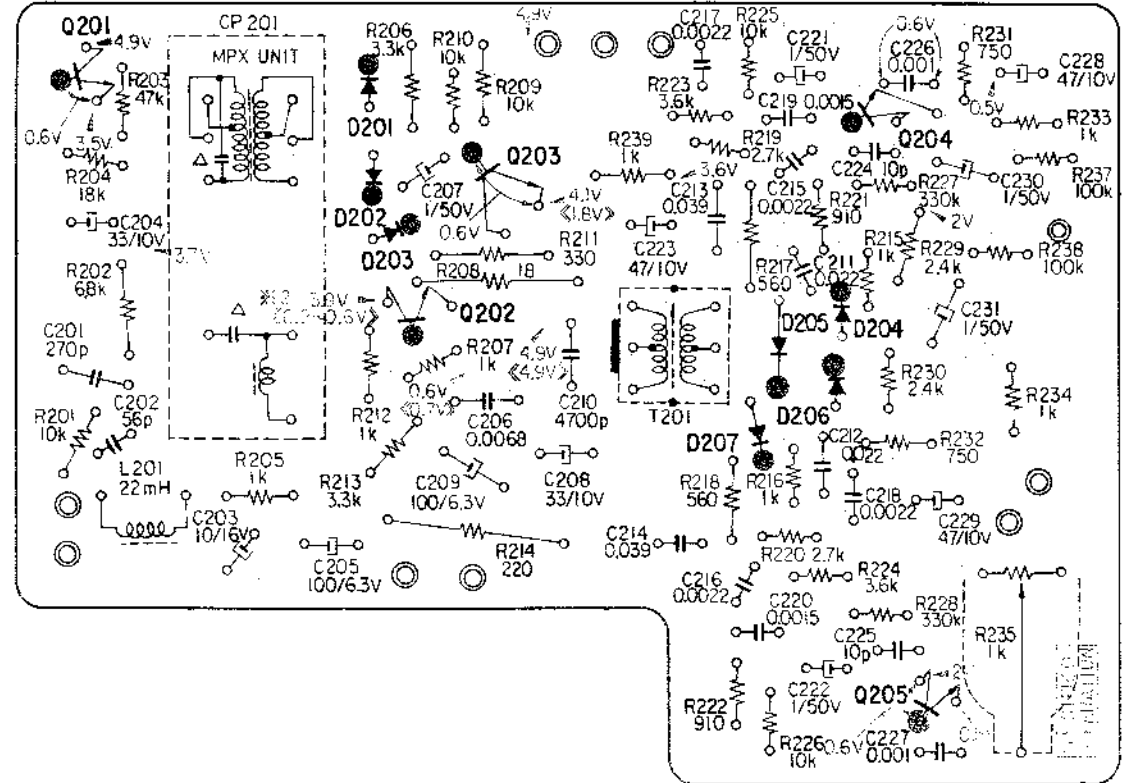 Q201
4.9V
R203
47k
0.6V
3.5V
R204
18k
C204
33/10V
3.7V
R202
6.8k
C201
270p
C202
56p
R201
10k
L201
22mH
C203
10/16V
R205
1k
C205
100/6.3V
CP201
MPX UNIT
R206
3.3k
R210
10k
R209
10k
D201
D202
D203
C207
1/50V
Q203
4.1V
《1.8V》
0.6V
R211
330
R208
18
Q202
R207
1k
0.6V
《0.7V》
4.9V
《4.9V》
R212
1k
C206
0.0068
C210
4700p
R213
3.3k
C209
100/6.3V
C208
33/10V
R214
220
4.9V
C217
0.0022
R225
10k
C221
1/50V
0.6V
C226
0.001
R231
750
C228
47/10V
R223
3.6k
C219
0.0015
0.5V
R233
1k
R239
1k
R219
2.7k
Q204
3.6V
C224
10p
R237
100k
C213
0.039
C215
0.0022
R227
330k
C230
1/50V
R221
910
2V
C223
47/10V
R217
560
C211
0.022
R215
1k
R229
2.4k
R238
100k
D205
D204
C231
1/50V
T201
D206
R230
2.4k
R234
1k
D207
C212
0.022
R232
750
R218
560
R216
1k
C218
0.0022
C229
47/10V
C214
0.039
R220
2.7k
R224
3.6k
C216
0.0022
C220
0.0015
R228
330k
R235
1k
C225
10p
C222
1/50V
Q205
R222
910
R226
10k
0.6V
C227
0.001